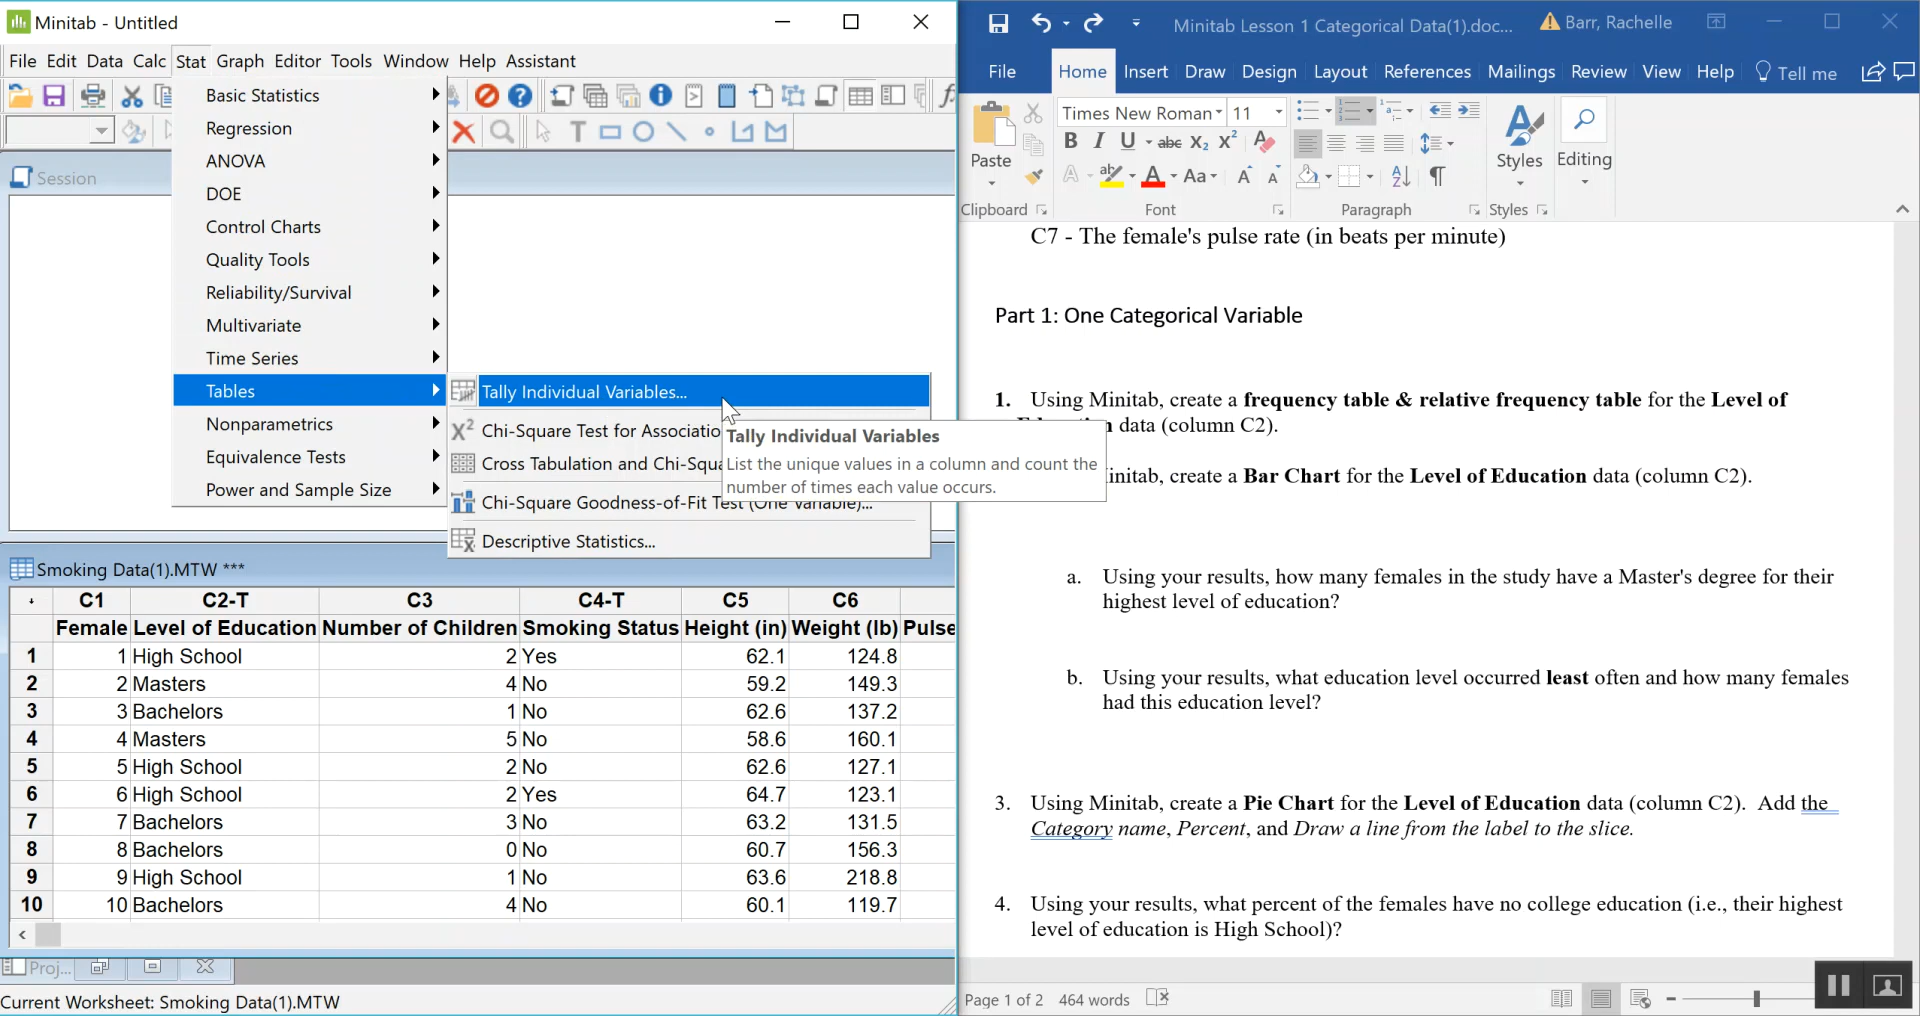 Minitab - Untitled
File Edit Data Calc Stat Graph Editor Tools Window Help Assistant
Session
Basic Statistics
Regression
ANOVA
DOE
Control Charts
Quality Tools
Reliability/Survival
Multivariate
Time Series
Tables
Nonparametrics
Equivalence Tests
Power and Sample Size
Tally Individual Variables...
Chi-Square Test for Associatio
Cross Tabulation and Chi-Squa
Chi-Square Goodness-of-Fit Test (One Variable)...
Descriptive Statistics...
Tally Individual Variables
List the unique values in a column and count the
number of times each value occurs.
Smoking Data(1).MTW ***
C1 C2-T C3 C4-T C5 C6
Female Level of Education Number of Children Smoking Status Height (in) Weight (lb) Pulse
1 1 High School 2 Yes 62.1 124.8
2 2 Masters 4 No 59.2 149.3
3 3 Bachelors 1 No 62.6 137.2
4 4 Masters 5 No 58.6 160.1
5 5 High School 2 No 62.6 127.1
6 6 High School 2 Yes 64.7 123.1
7 7 Bachelors 3 No 63.2 131.5
8 8 Bachelors 0 No 60.7 156.3
9 9 High School 1 No 63.6 218.8
10 10 Bachelors 4 No 60.1 119.7
Proj...
Current Worksheet: Smoking Data(1).MTW
Minitab Lesson 1 Categorical Data(1).doc... Barr, Rachelle
File Home Insert Draw Design Layout References Mailings Review View Help Tell me
Times New Roman 11
Paste
B I U abc X₂ X²
Aa
Styles
Editing
Clipboard Font Paragraph Styles
C7 - The female's pulse rate (in beats per minute)
Part 1: One Categorical Variable
1. Using Minitab, create a frequency table & relative frequency table for the Level of
data (column C2).
initab, create a Bar Chart for the Level of Education data (column C2).
a. Using your results, how many females in the study have a Master's degree for their
highest level of education?
b. Using your results, what education level occurred least often and how many females
had this education level?
3. Using Minitab, create a Pie Chart for the Level of Education data (column C2). Add the
Category name, Percent, and Draw a line from the label to the slice.
4. Using your results, what percent of the females have no college education (i.e., their highest
level of education is High School)?
Page 1 of 2 464 words